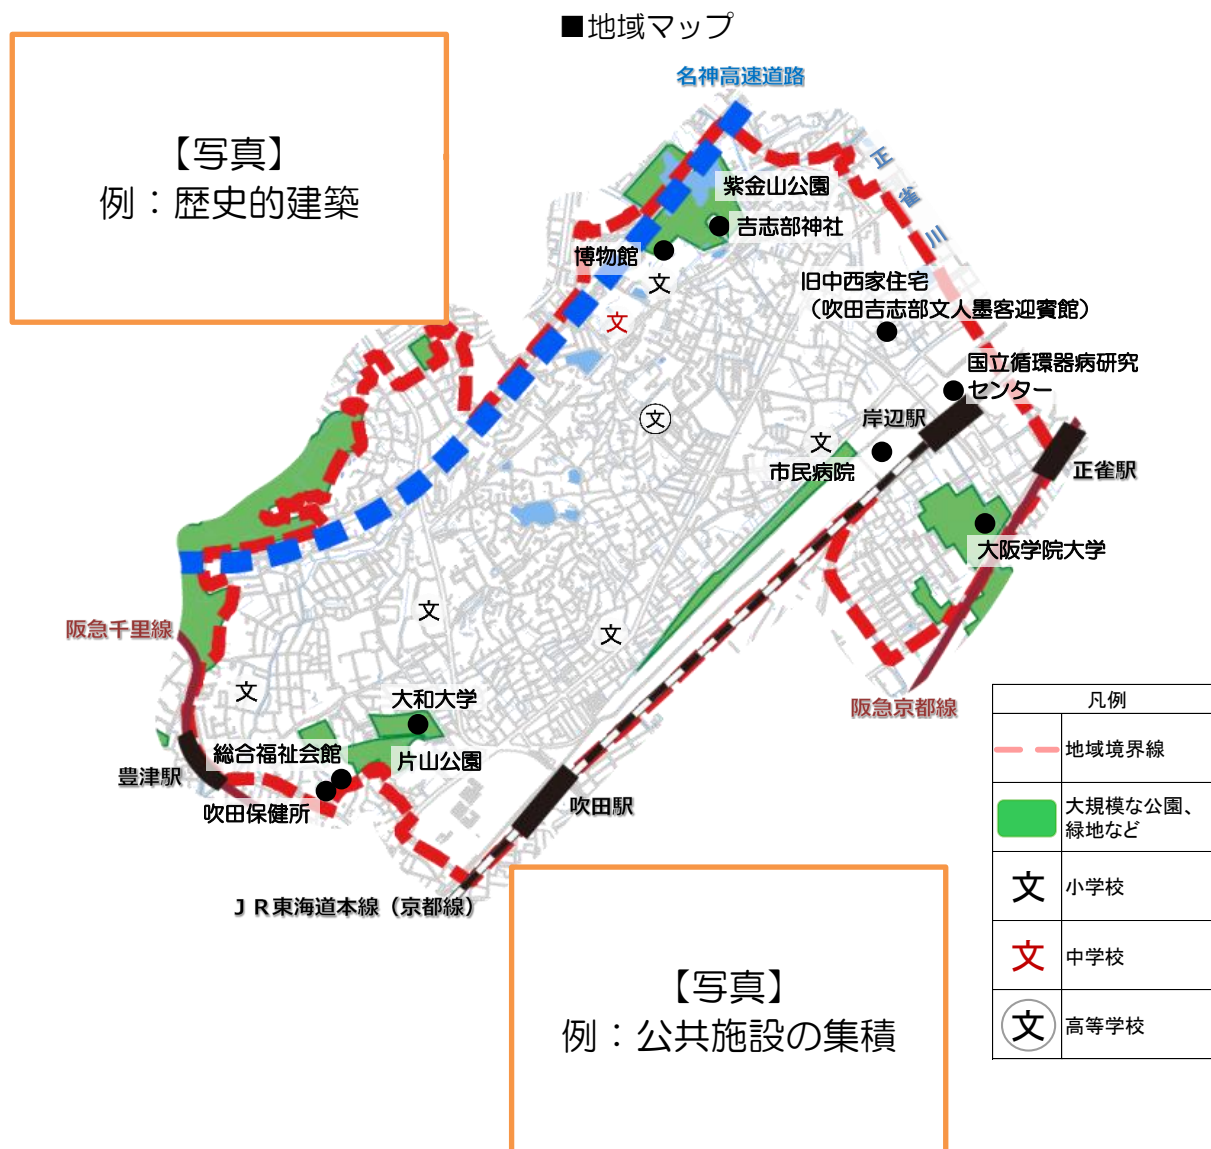 ■地域マップ
【写真】
例：歴史的建築
名神高速道路
正雀川
紫金山公園
吉志部神社
博物館
文
文
旧中西家住宅
（吹田吉志部文人墨客迎賓館）
国立循環器病研究
センター
岸辺駅
文
文
市民病院
正雀駅
大阪学院大学
阪急千里線
文
文
文
大和大学
阪急京都線
総合福祉会館
片山公園
豊津駅
吹田保健所
吹田駅
ＪＲ東海道本線（京都線）
【写真】
例：公共施設の集積
凡例
地域境界線
大規模な公園、
緑地など
文 小学校
文 中学校
文 高等学校